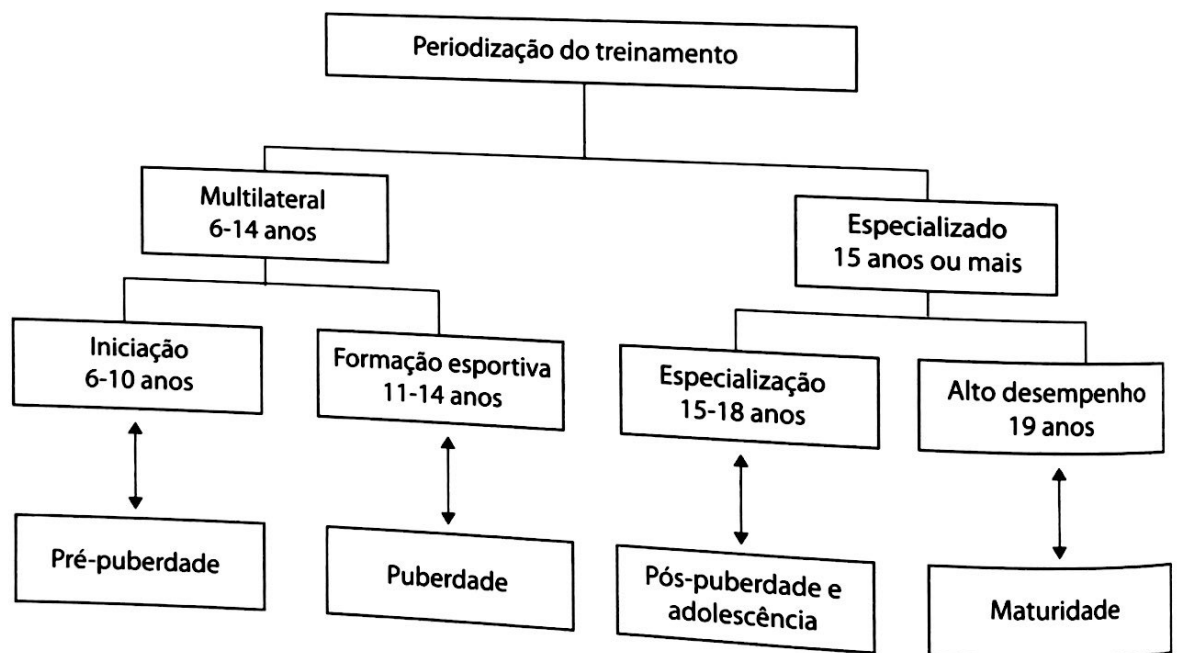 Periodização do treinamento
Multilateral
6-14 anos
Especializado
15 anos ou mais
Iniciação
6-10 anos
Formação esportiva
11-14 anos
Especialização
15-18 anos
Alto desempenho
19 anos
Pré-puberdade
Puberdade
Pós-puberdade e
adolescência
Maturidade